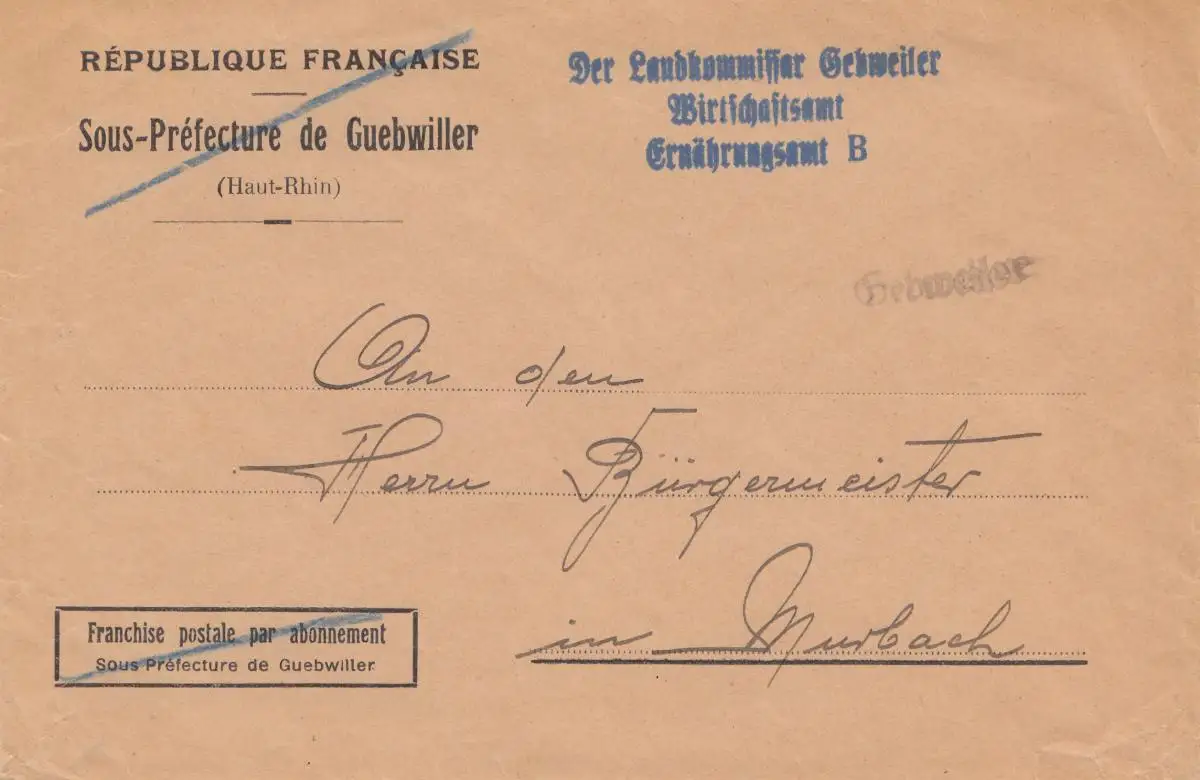 RÉPUBLIQUE FRANÇAISE
Sous-Préfecture de Guebwiller
(Haut-Rhin)
Der Landkommissar Gebweiler
Wirtschaftsamt
Ernährungsamt B
Gebweiler
An den
Herrn Bürgermeister
in Murbach
Franchise postale par abonnement
Sous Préfecture de Guebwiller